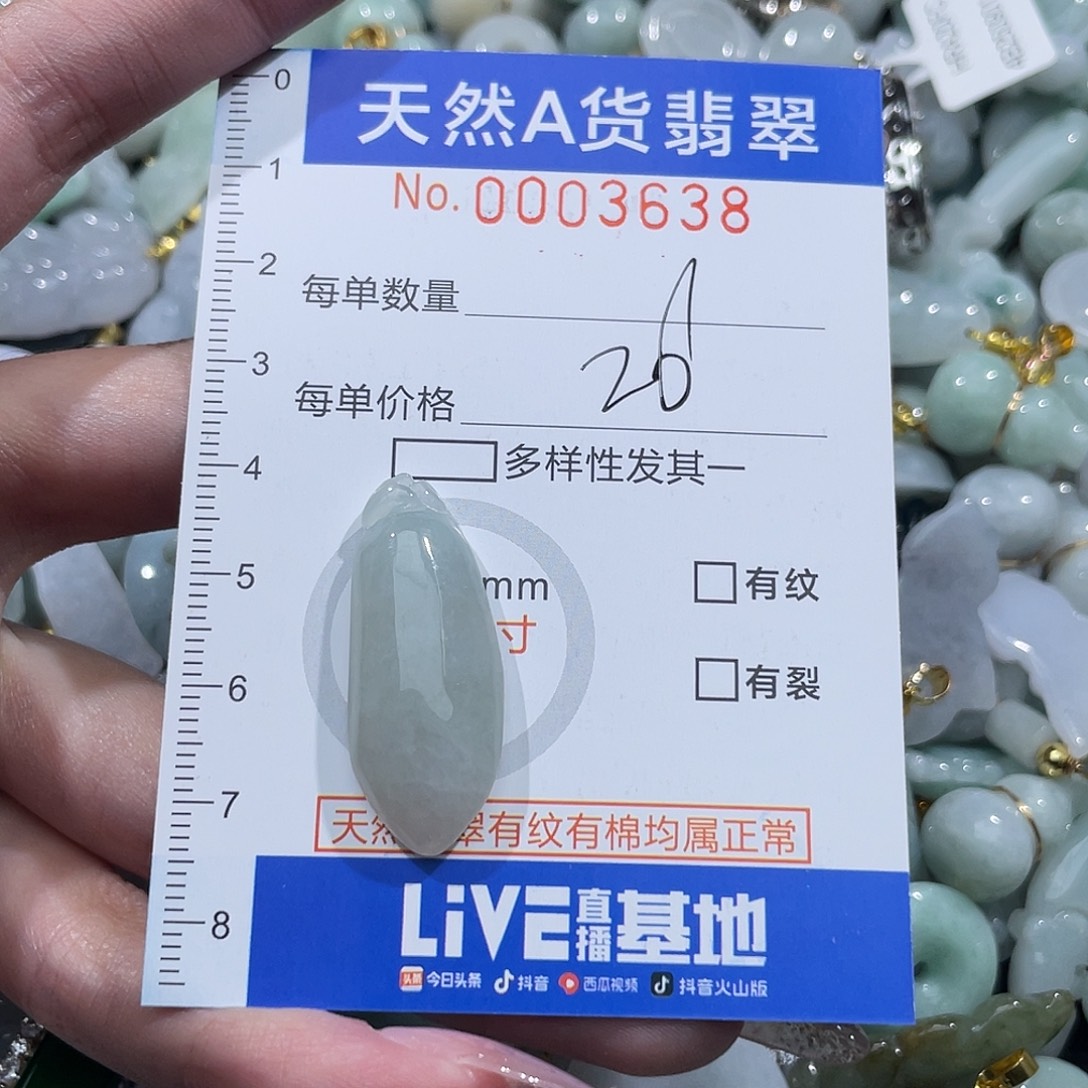 天然A货翡翠
No. 0003638
每单数量
每单价格 20
多样性发其一
mm
寸
有纹
有裂
天然 翠有纹有棉均属正常
LiVE直播基地
头条 今日头条 抖音 西瓜视频 抖音火山版
0
1
2
3
4
5
6
7
8